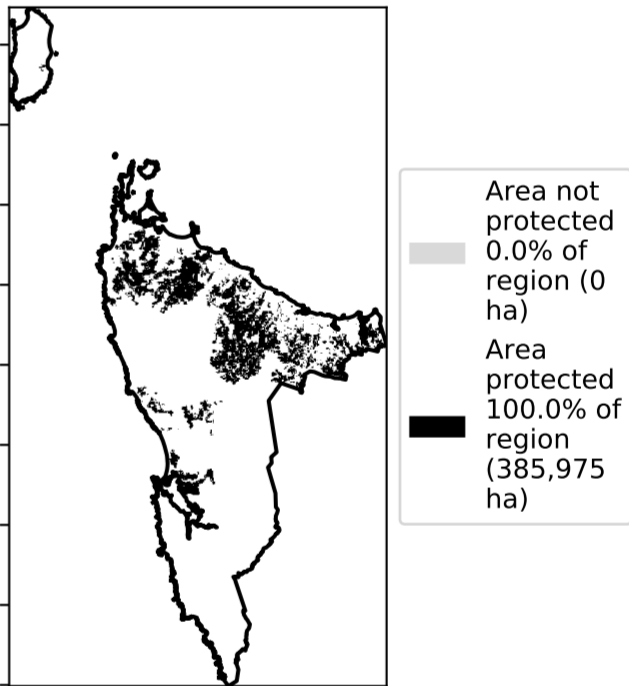 Area not
protected
0.0% of
region (0
ha)
Area
protected
100.0% of
region
(385,975
ha)